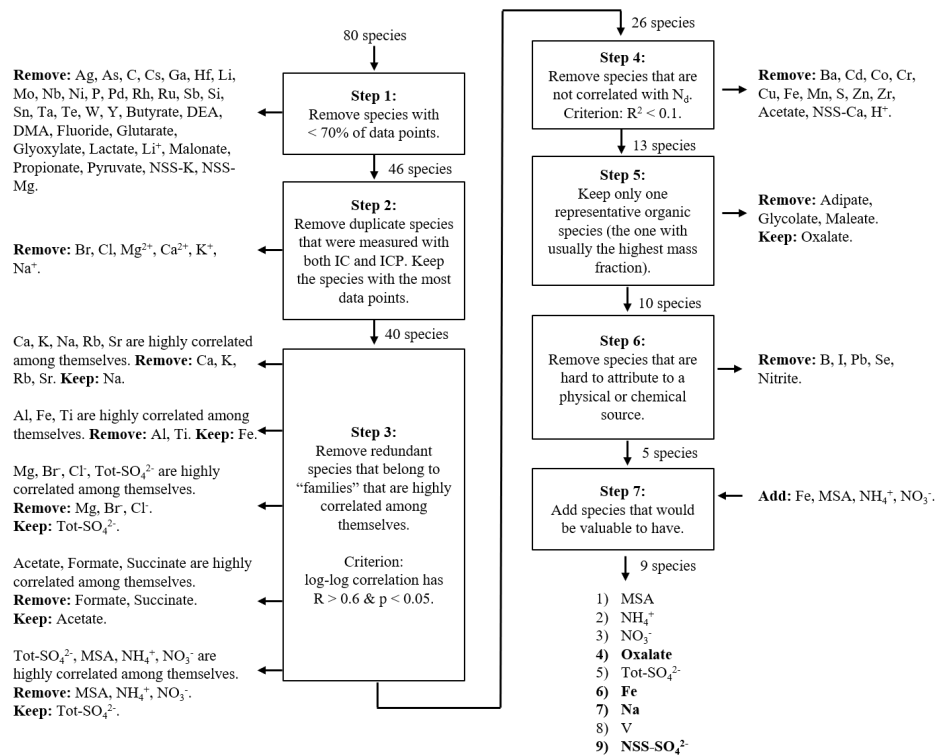 80 species
Remove: Ag, As, C, Cs, Ga, Hf, Li,
Mo, Nb, Ni, P, Pd, Rh, Ru, Sb, Si,
Sn, Ta, Te, W, Y, Butyrate, DEA,
DMA, Fluoride, Glutarate,
Glyoxylate, Lactate, Li⁺, Malonate,
Propionate, Pyruvate, NSS-K, NSS-
Mg.
Step 1:
Remove species with
< 70% of data points.
46 species
Remove: Br, Cl, Mg²⁺, Ca²⁺, K⁺,
Na⁺.
Step 2:
Remove duplicate species
that were measured with
both IC and ICP. Keep
the species with the most
data points.
40 species
Ca, K, Na, Rb, Sr are highly correlated
among themselves. Remove: Ca, K,
Rb, Sr. Keep: Na.
Al, Fe, Ti are highly correlated among
themselves. Remove: Al, Ti. Keep: Fe.
Mg, Br⁻, Cl⁻, Tot-SO₄²⁻ are highly
correlated among themselves.
Remove: Mg, Br⁻, Cl⁻.
Keep: Tot-SO₄²⁻.
Acetate, Formate, Succinate are highly
correlated among themselves.
Remove: Formate, Succinate.
Keep: Acetate.
Tot-SO₄²⁻, MSA, NH₄⁺, NO₃⁻ are
highly correlated among themselves.
Remove: MSA, NH₄⁺, NO₃⁻.
Keep: Tot-SO₄²⁻.
Step 3:
Remove redundant
species that belong to
“families” that are highly
correlated among
themselves.
Criterion:
log-log correlation has
R > 0.6 & p < 0.05.
26 species
Step 4:
Remove species that are
not correlated with N_d.
Criterion: R² < 0.1.
Remove: Ba, Cd, Co, Cr,
Cu, Fe, Mn, S, Zn, Zr,
Acetate, NSS-Ca, H⁺.
13 species
Step 5:
Keep only one
representative organic
species (the one with
usually the highest mass
fraction).
Remove: Adipate,
Glycolate, Maleate.
Keep: Oxalate.
10 species
Step 6:
Remove species that are
hard to attribute to a
physical or chemical
source.
Remove: B, I, Pb, Se,
Nitrite.
5 species
Step 7:
Add species that would
be valuable to have.
Add: Fe, MSA, NH₄⁺, NO₃⁻.
9 species
1) MSA
2) NH₄⁺
3) NO₃⁻
4) Oxalate
5) Tot-SO₄²⁻
6) Fe
7) Na
8) V
9) NSS-SO₄²⁻